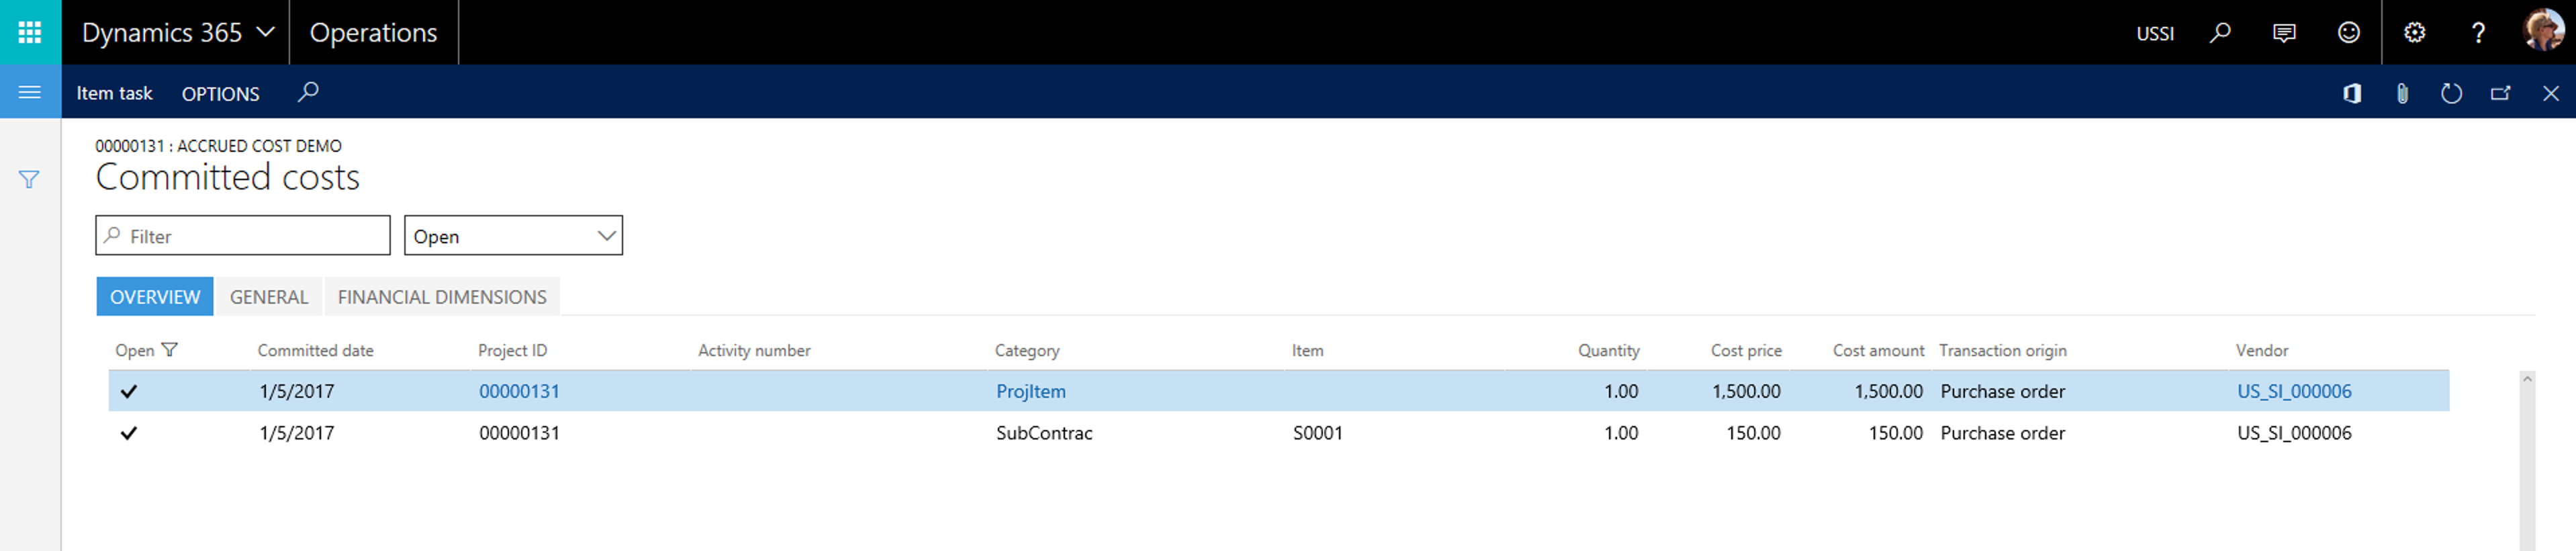 Dynamics 365 Operations USSI ?
Item task OPTIONS
00000131 : ACCRUED COST DEMO
Committed costs
Filter Open
OVERVIEW GENERAL FINANCIAL DIMENSIONS
Open Committed date Project ID Activity number Category Item Quantity Cost price Cost amount Transaction origin Vendor
1/5/2017 00000131 ProjItem 1.00 1,500.00 1,500.00 Purchase order US_SI_000006
1/5/2017 00000131 SubContrac S0001 1.00 150.00 150.00 Purchase order US_SI_000006